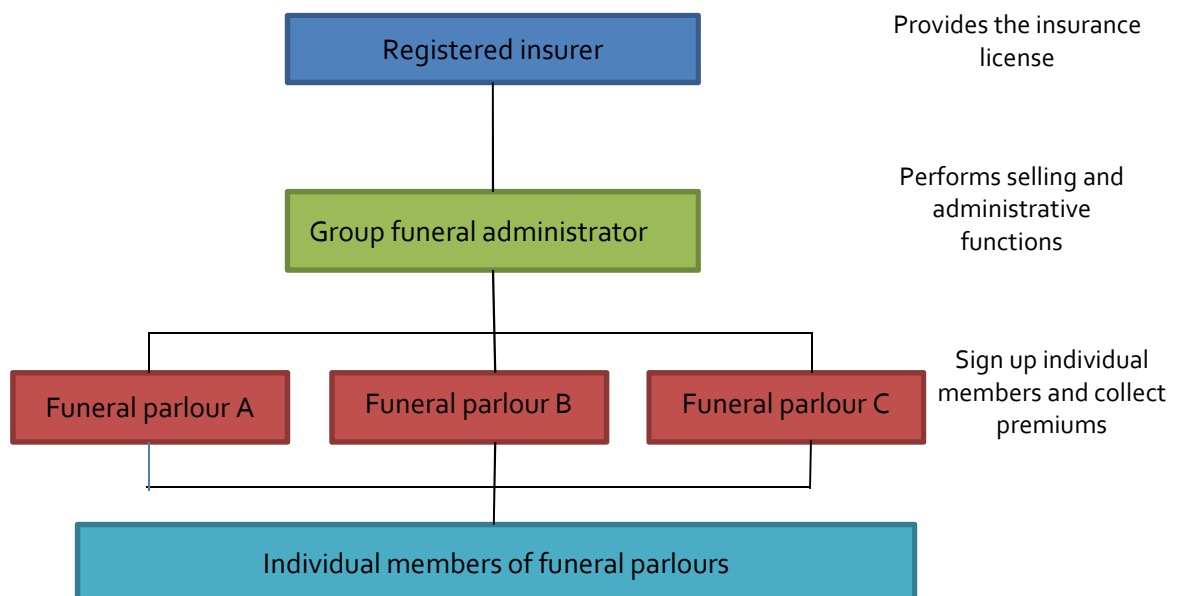 Registered insurer
Provides the insurance
license
Group funeral administrator
Performs selling and
administrative
functions
Funeral parlour A
Funeral parlour B
Funeral parlour C
Sign up individual
members and collect
premiums
Individual members of funeral parlours